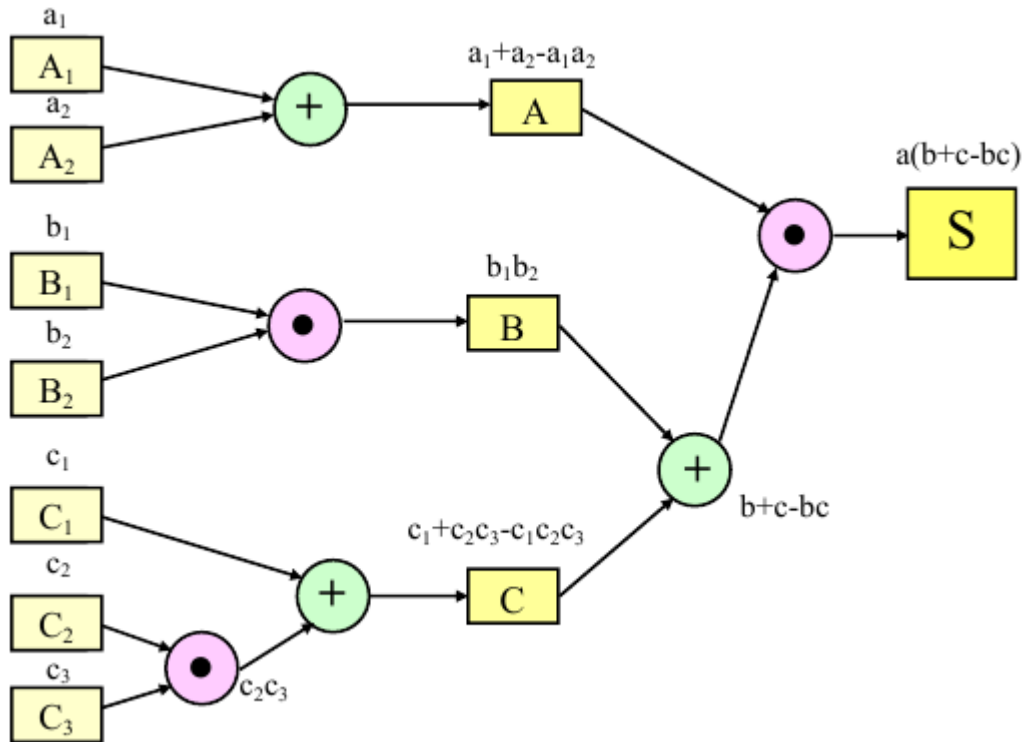 a₁
A₁
a₂
A₂
+
a₁+a₂-a₁a₂
A
a(b+c-bc)
S
b₁
B₁
b₂
B₂
b₁b₂
B
+
b+c-bc
c₁
C₁
c₂
C₂
c₃
C₃
c₂c₃
+
c₁+c₂c₃-c₁c₂c₃
C